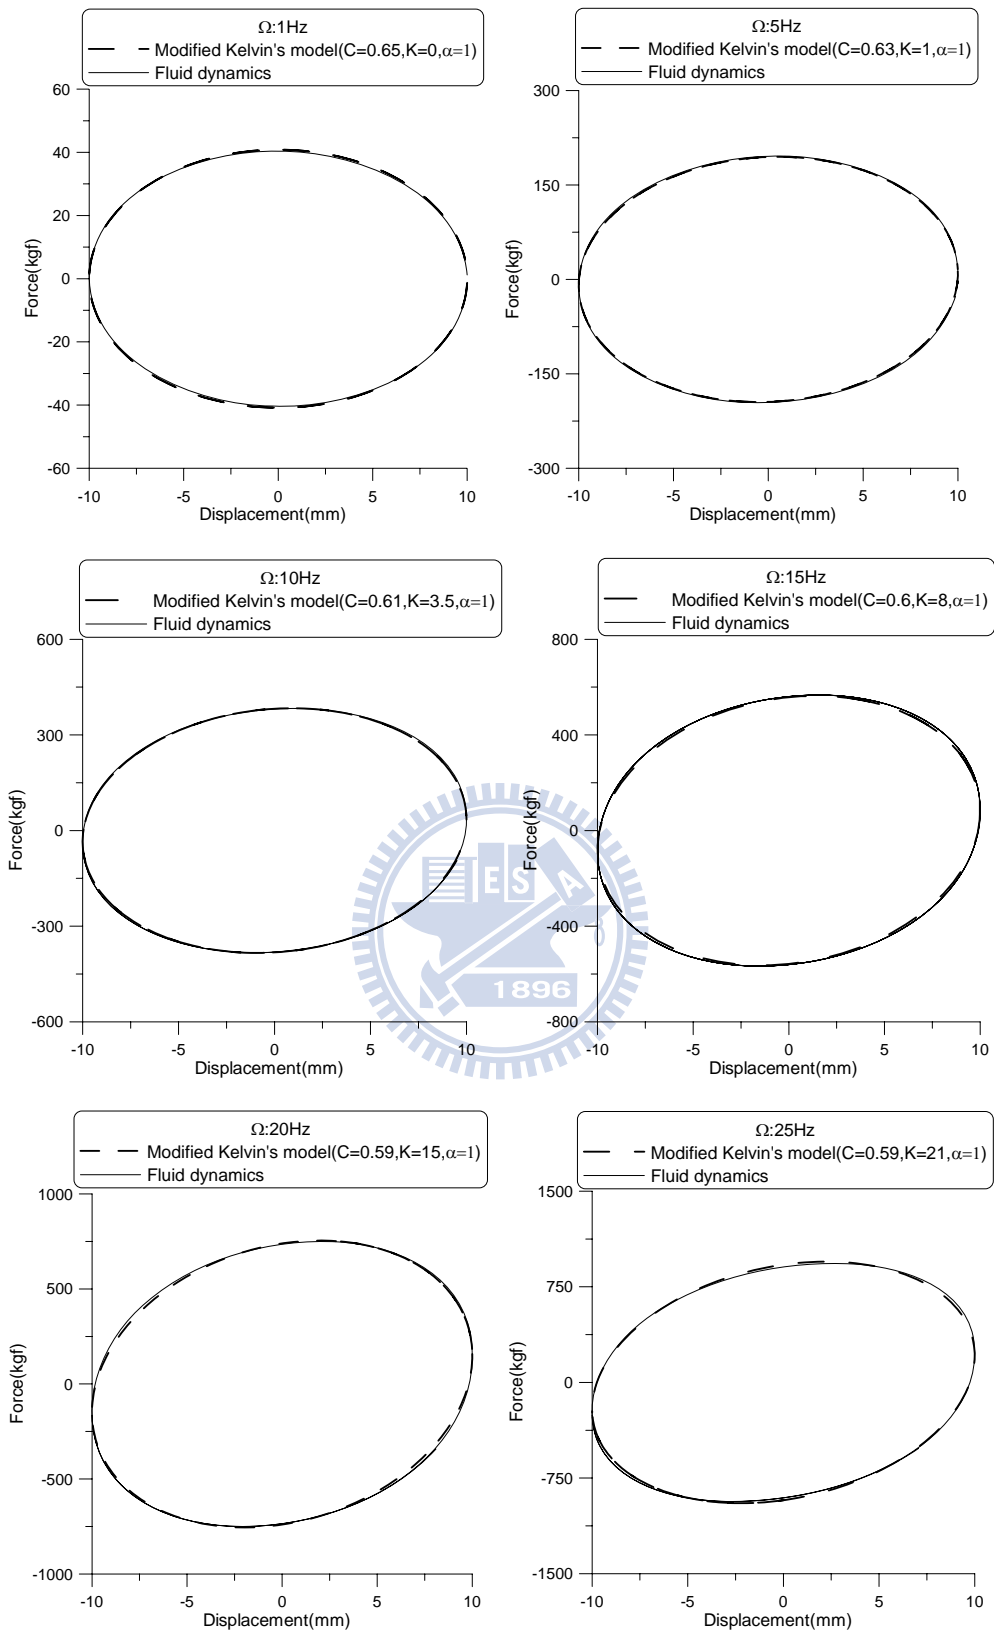 Ω:1Hz
Modified Kelvin's model(C=0.65,K=0,α=1)
Fluid dynamics
60
40
20
0
-20
-40
-60
Force(kgf)
-10 -5 0 5 10
Displacement(mm)
Ω:5Hz
Modified Kelvin's model(C=0.63,K=1,α=1)
Fluid dynamics
300
150
0
-150
-300
Force(kgf)
-10 -5 0 5 10
Displacement(mm)
Ω:10Hz
Modified Kelvin's model(C=0.61,K=3.5,α=1)
Fluid dynamics
600
300
0
-300
-600
Force(kgf)
-10 -5 0 5 10
Displacement(mm)
Ω:15Hz
Modified Kelvin's model(C=0.6,K=8,α=1)
Fluid dynamics
800
400
0
-400
-800
Force(kgf)
-10 -5 0 5 10
Displacement(mm)
E S A
1896
Ω:20Hz
Modified Kelvin's model(C=0.59,K=15,α=1)
Fluid dynamics
1000
500
0
-500
-1000
Force(kgf)
-10 -5 0 5 10
Displacement(mm)
Ω:25Hz
Modified Kelvin's model(C=0.59,K=21,α=1)
Fluid dynamics
1500
750
0
-750
-1500
Force(kgf)
-10 -5 0 5 10
Displacement(mm)